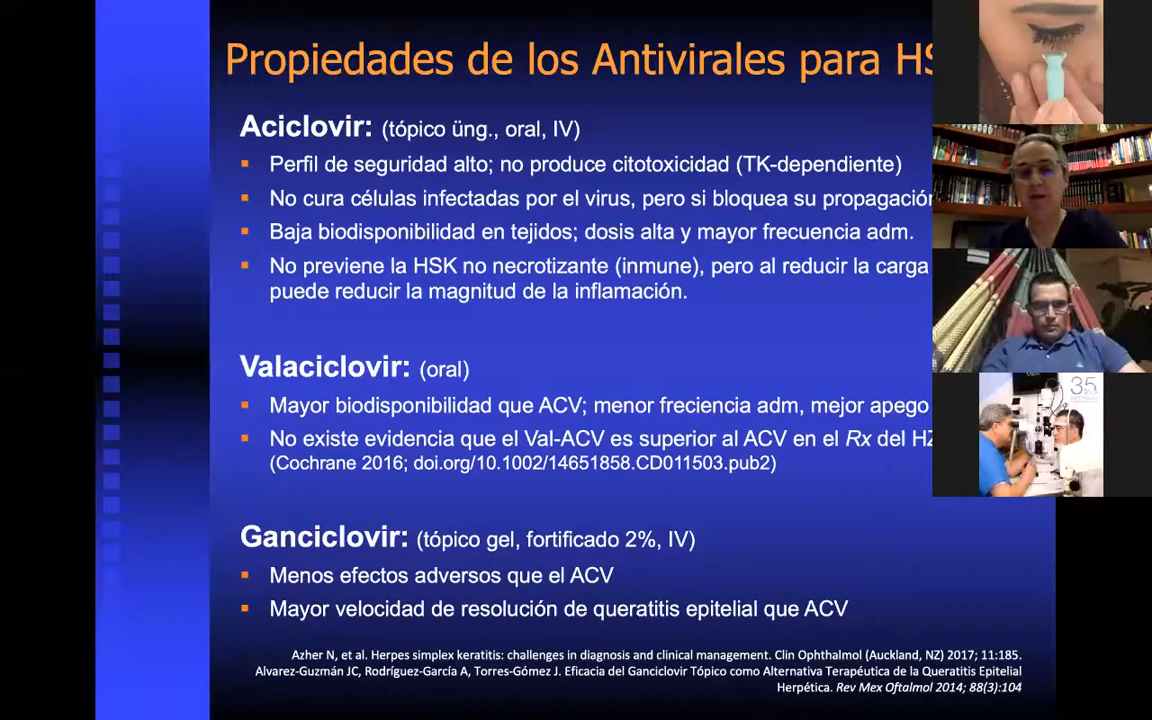 Propiedades de los Antivirales para HS
Aciclovir: (tópico üng., oral, IV)
Perfil de seguridad alto; no produce citotoxicidad (TK-dependiente)
No cura células infectadas por el virus, pero si bloquea su propagación
Baja biodisponibilidad en tejidos; dosis alta y mayor frecuencia adm.
No previene la HSK no necrotizante (inmune), pero al reducir la carga
puede reducir la magnitud de la inflamación.
Valaciclovir: (oral)
Mayor biodisponibilidad que ACV; menor freciencia adm, mejor apego
No existe evidencia que el Val-ACV es superior al ACV en el Rx del HZ
(Cochrane 2016; doi.org/10.1002/14651858.CD011503.pub2)
Ganciclovir: (tópico gel, fortificado 2%, IV)
Menos efectos adversos que el ACV
Mayor velocidad de resolución de queratitis epitelial que ACV
Azher N, et al. Herpes simplex keratitis: challenges in diagnosis and clinical management. Clin Ophthalmol (Auckland, NZ) 2017; 11:185.
Alvarez-Guzmán JC, Rodríguez-García A, Torres-Gómez J. Eficacia del Ganciclovir Tópico como Alternativa Terapéutica de la Queratitis Epitelial
Herpética. Rev Mex Oftalmol 2014; 88(3):104
35